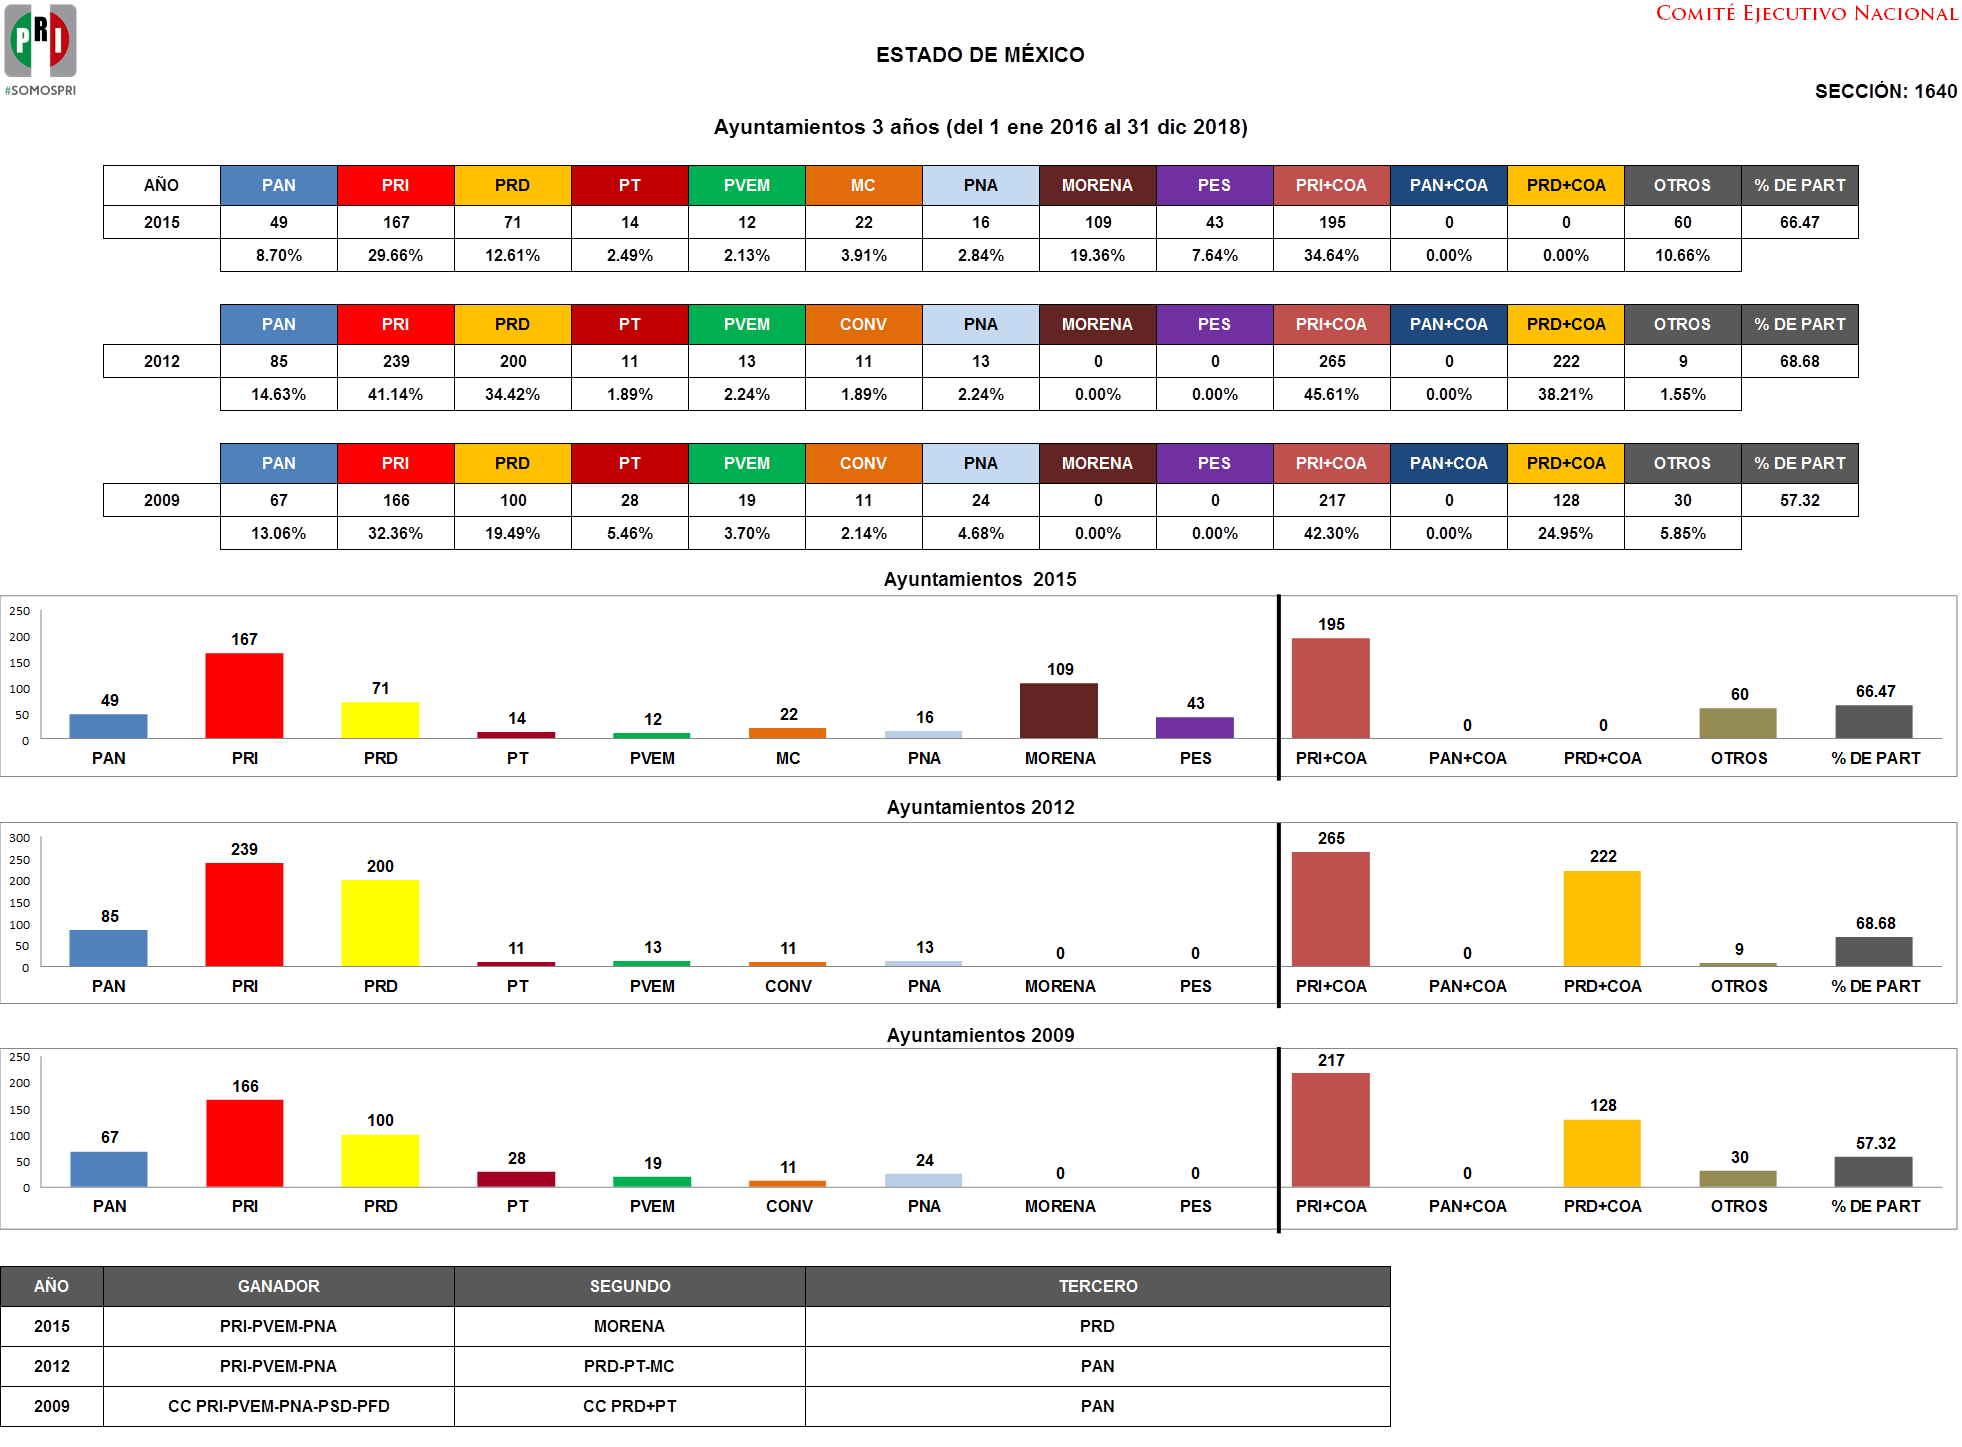 PRI
#SOMOSPRI
COMITÉ EJECUTIVO NACIONAL
ESTADO DE MÉXICO
SECCIÓN: 1640
Ayuntamientos 3 años (del 1 ene 2016 al 31 dic 2018)
AÑO PAN PRI PRD PT PVEM MC PNA MORENA PES PRI+COA PAN+COA PRD+COA OTROS % DE PART
2015 49 167 71 14 12 22 16 109 43 195 0 0 60 66.47
8.70% 29.66% 12.61% 2.49% 2.13% 3.91% 2.84% 19.36% 7.64% 34.64% 0.00% 0.00% 10.66%
PAN PRI PRD PT PVEM CONV PNA MORENA PES PRI+COA PAN+COA PRD+COA OTROS % DE PART
2012 85 239 200 11 13 11 13 0 0 265 0 222 9 68.68
14.63% 41.14% 34.42% 1.89% 2.24% 1.89% 2.24% 0.00% 0.00% 45.61% 0.00% 38.21% 1.55%
PAN PRI PRD PT PVEM CONV PNA MORENA PES PRI+COA PAN+COA PRD+COA OTROS % DE PART
2009 67 166 100 28 19 11 24 0 0 217 0 128 30 57.32
13.06% 32.36% 19.49% 5.46% 3.70% 2.14% 4.68% 0.00% 0.00% 42.30% 0.00% 24.95% 5.85%
Ayuntamientos 2015
250
200
150
100
50
0
49 167 71 14 12 22 16 109 43 195 0 0 60 66.47
PAN PRI PRD PT PVEM MC PNA MORENA PES PRI+COA PAN+COA PRD+COA OTROS % DE PART
Ayuntamientos 2012
300
250
200
150
100
50
0
85 239 200 11 13 11 13 0 0 265 0 222 9 68.68
PAN PRI PRD PT PVEM CONV PNA MORENA PES PRI+COA PAN+COA PRD+COA OTROS % DE PART
Ayuntamientos 2009
250
200
150
100
50
0
67 166 100 28 19 11 24 0 0 217 0 128 30 57.32
PAN PRI PRD PT PVEM CONV PNA MORENA PES PRI+COA PAN+COA PRD+COA OTROS % DE PART
AÑO GANADOR SEGUNDO TERCERO
2015 PRI-PVEM-PNA MORENA PRD
2012 PRI-PVEM-PNA PRD-PT-MC PAN
2009 CC PRI-PVEM-PNA-PSD-PFD CC PRD+PT PAN